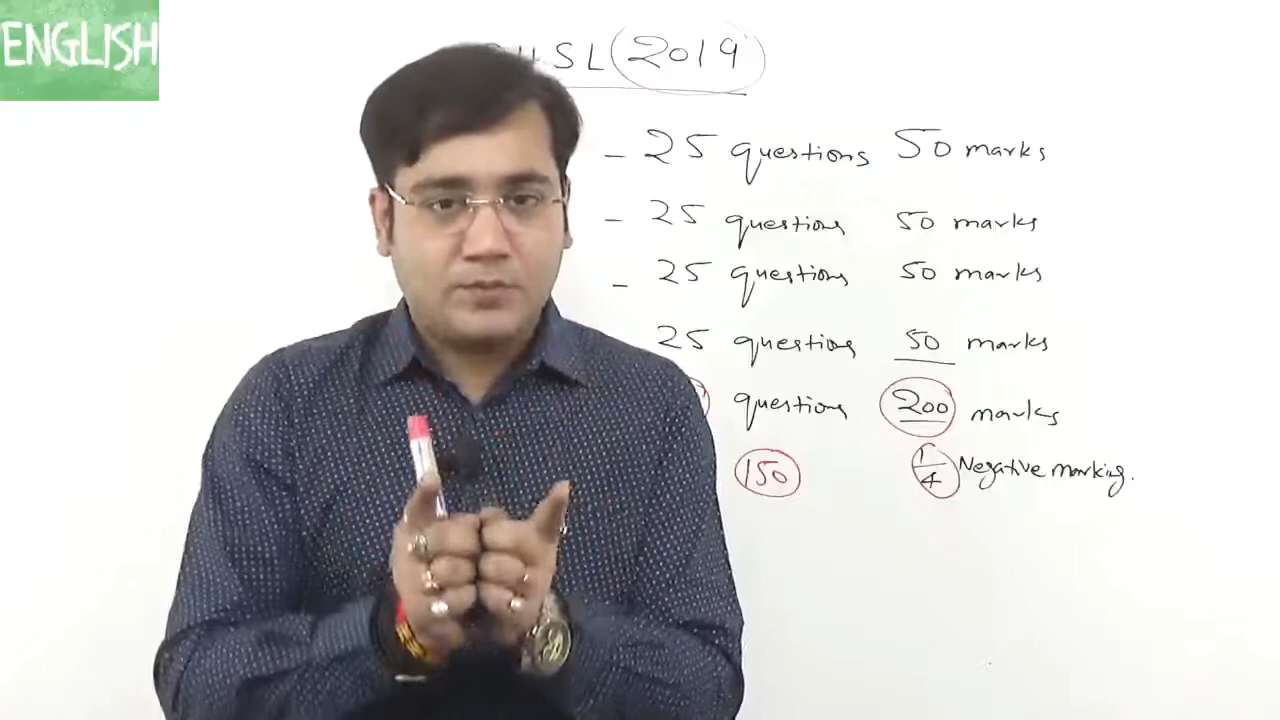 ENGLISH
HSL (2019)
- 25 questions 50 marks
- 25 questions 50 marks
- 25 questions 50 marks
25 questions 50 marks
questions 200 marks
150 1/4 Negative marking.